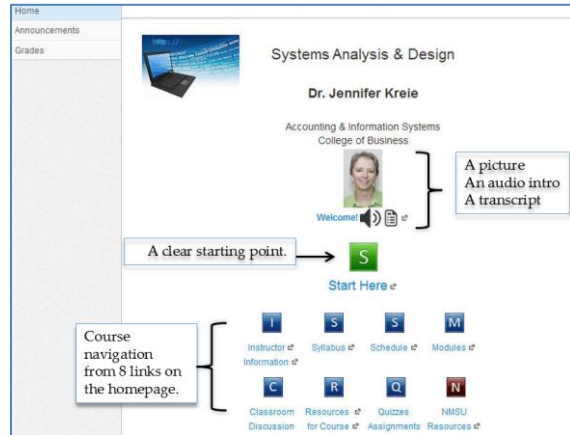 Home
Announcements
Grades
http://
Systems Analysis & Design
Dr. Jennifer Kreie
Accounting & Information Systems
College of Business
A picture
An audio intro
A transcript
Welcome!
A clear starting point.
S
Start Here
Course
navigation
from 8 links on
the homepage.
I S S M
Instructor Syllabus Schedule Modules
Information
C R Q N
Classroom Resources Quizzes NMSU
Discussion for Course Assignments Resources